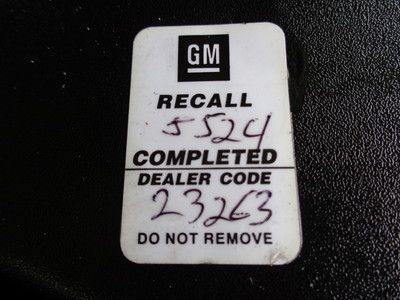 GM
RECALL
5524
COMPLETED
DEALER CODE
23263
DO NOT REMOVE